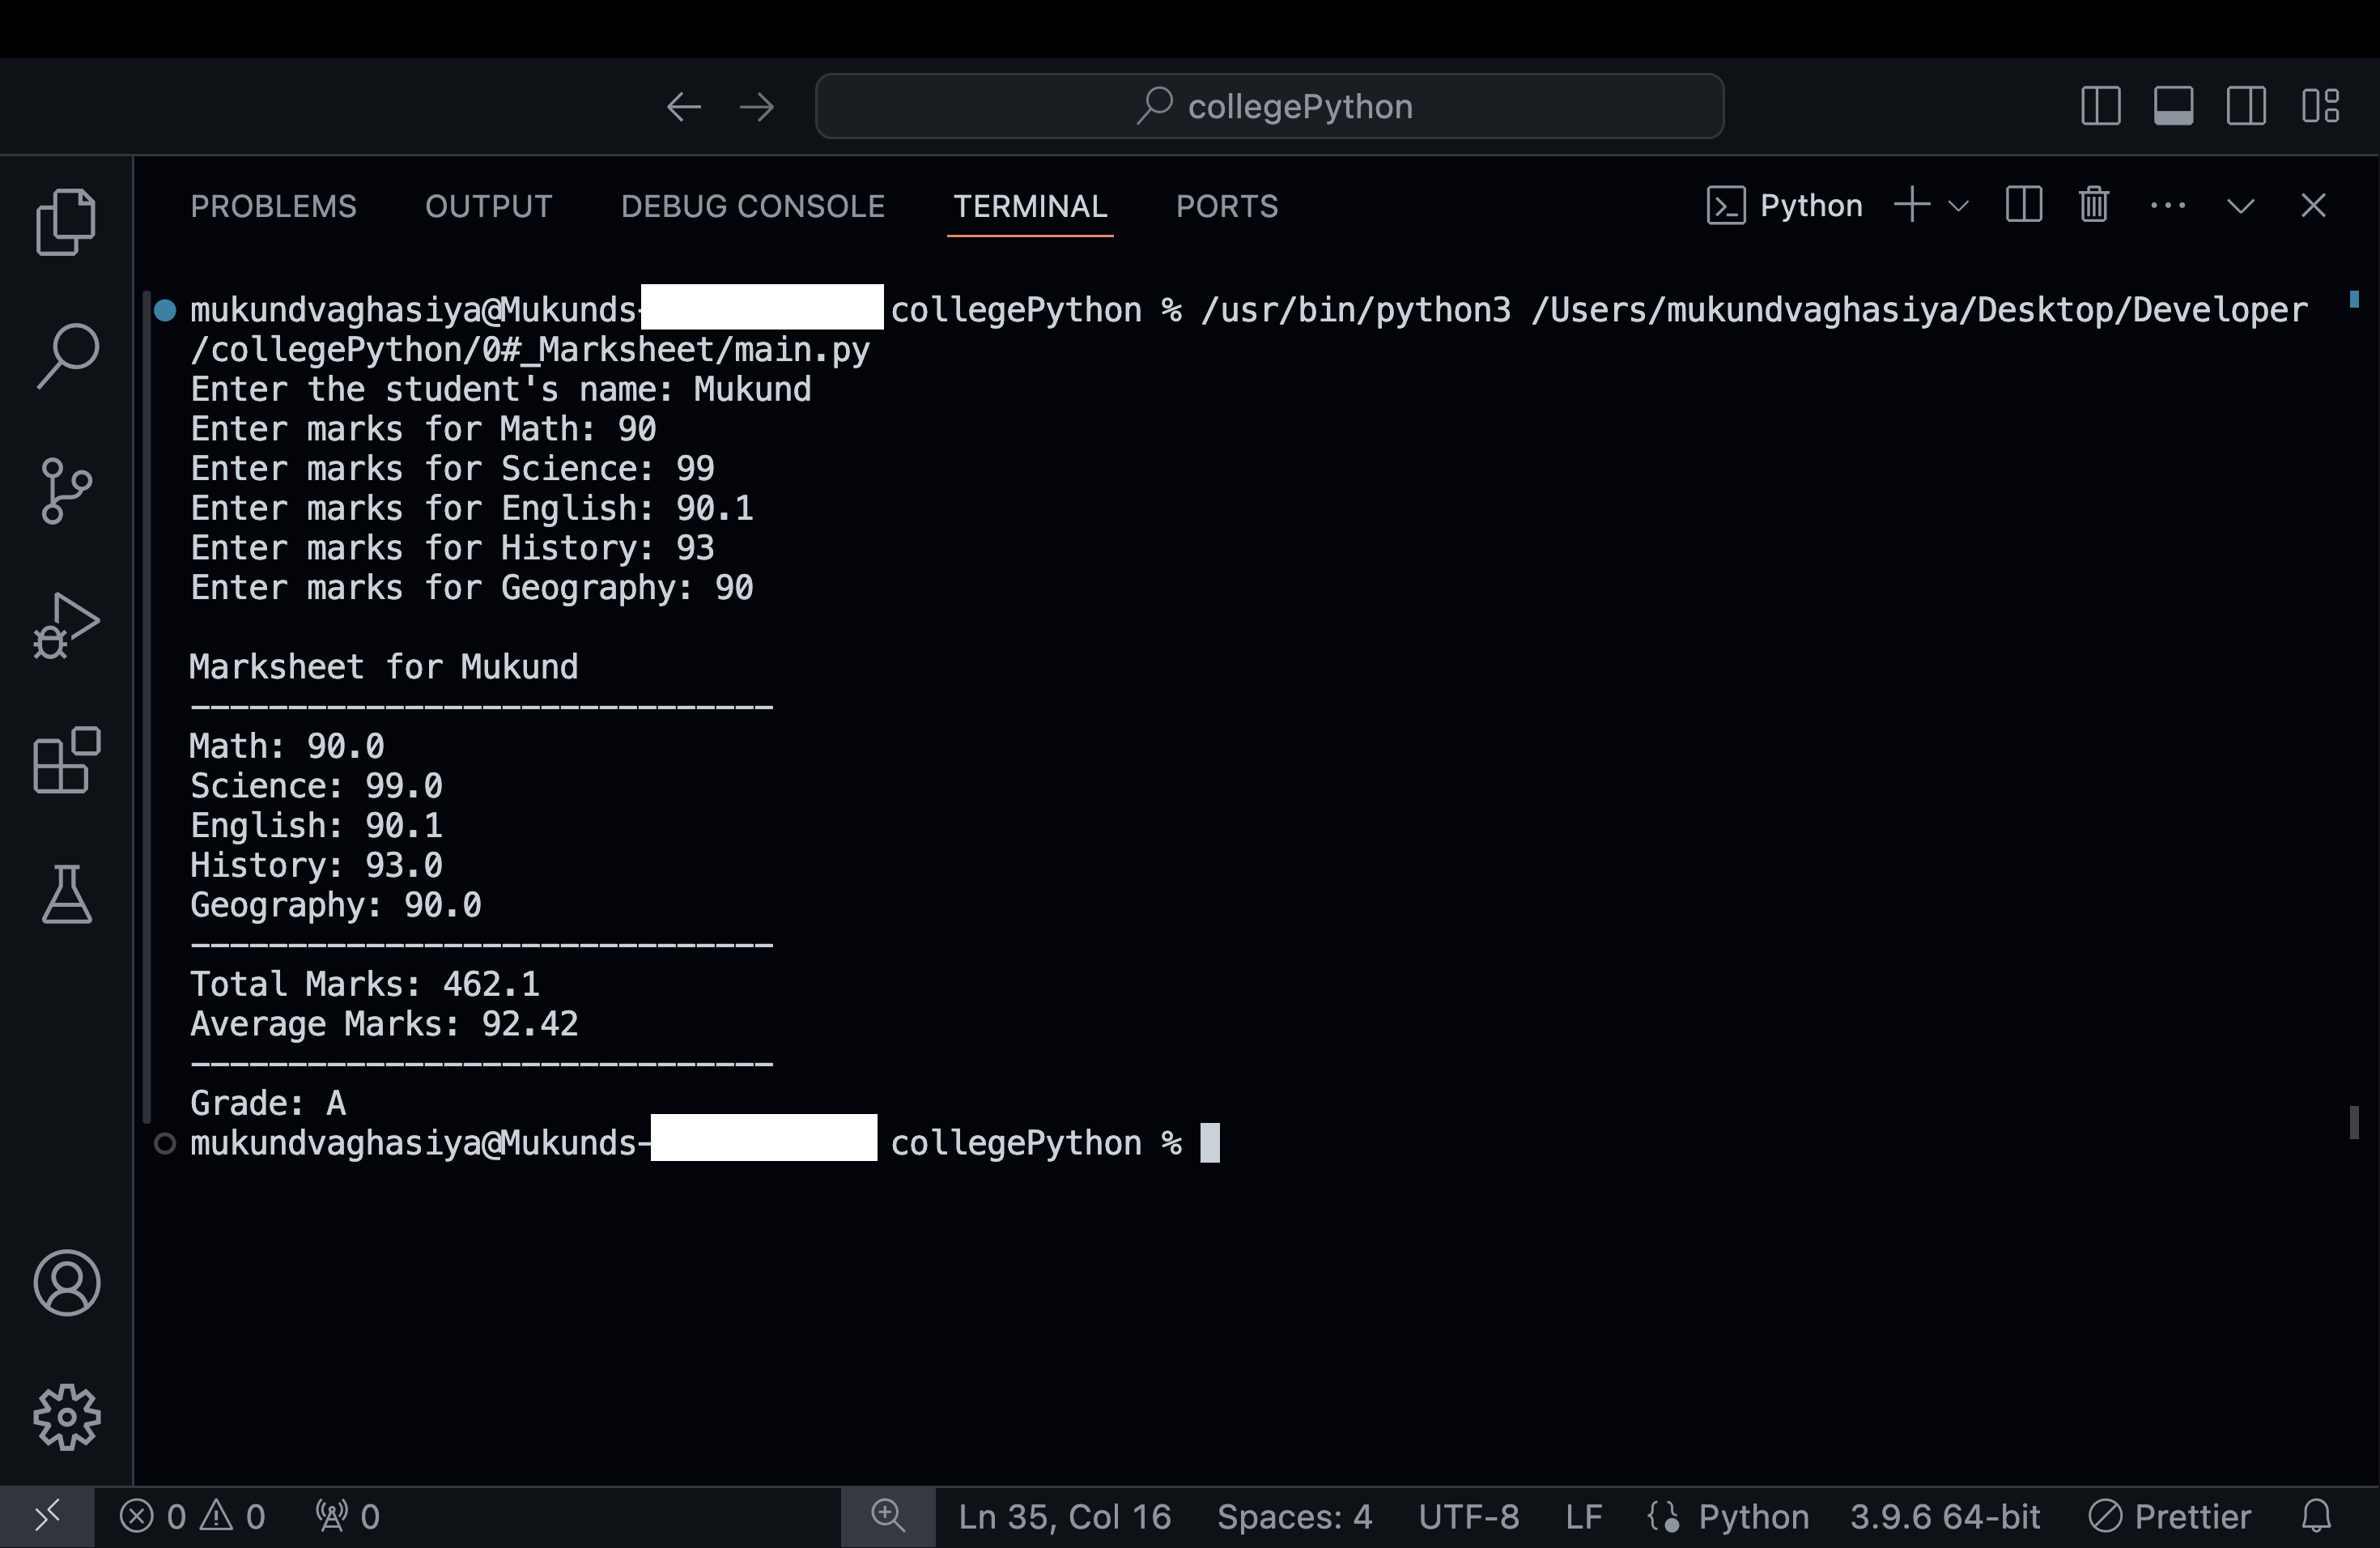 collegePython
PROBLEMS OUTPUT DEBUG CONSOLE TERMINAL PORTS Python
mukundvaghasiya@Mukunds- collegePython % /usr/bin/python3 /Users/mukundvaghasiya/Desktop/Developer
/collegePython/0#_Marksheet/main.py
Enter the student's name: Mukund
Enter marks for Math: 90
Enter marks for Science: 99
Enter marks for English: 90.1
Enter marks for History: 93
Enter marks for Geography: 90
Marksheet for Mukund
------------------------------
Math: 90.0
Science: 99.0
English: 90.1
History: 93.0
Geography: 90.0
------------------------------
Total Marks: 462.1
Average Marks: 92.42
------------------------------
Grade: A
mukundvaghasiya@Mukunds- collegePython %
0 0 0 Ln 35, Col 16 Spaces: 4 UTF-8 LF Python 3.9.6 64-bit Prettier